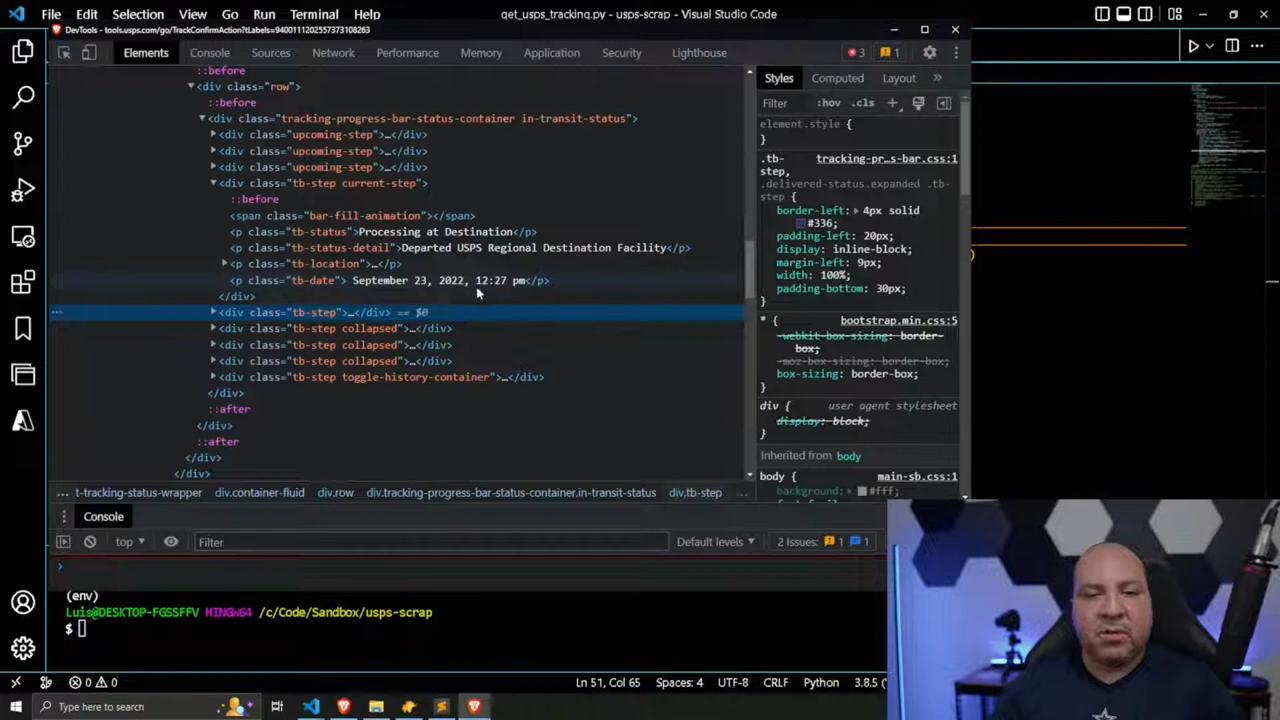 File Edit Selection View Go Run Terminal Help get_usps_tracking.py - usps-scrap - Visual Studio Code
DevTools - tools.usps.com/go/TrackConfirmAction?tLabels=9400111202557373108263
Elements Console Sources Network Performance Memory Application Security Lighthouse 3 1
::before
<div class="row">
::before
<div class="tracking-progress-bar-status-container in-transit-status">
<div class="upcoming-step">…</div>
<div class="upcoming-step">…</div>
<div class="upcoming-step">…</div>
<div class="tb-step current-step">
::before
<span class="bar-fill-animation"></span>
<p class="tb-status">Processing at Destination</p>
<p class="tb-status-detail">Departed USPS Regional Destination Facility</p>
<p class="tb-location">…</p>
<p class="tb-date"> September 23, 2022, 12:27 pm</p>
</div>
<div class="tb-step">…</div> == $0
<div class="tb-step collapsed">…</div>
<div class="tb-step collapsed">…</div>
<div class="tb-step collapsed">…</div>
<div class="tb-step toggle-history-container">…</div>
</div>
::after
</div>
::after
</div>
</div>
… t-tracking-status-wrapper div.container-fluid div.row div.tracking-progress-bar-status-container.in-transit-status div.tb-step …
Styles Computed Layout »
Filter :hov .cls +
element.style {
}
.tb- tracking-pr…s-bar.css:1
step,
.delivered-status.expanded .tb-
step {
border-left: 4px solid
#336;
padding-left: 20px;
display: inline-block;
margin-left: 9px;
width: 100%;
padding-bottom: 30px;
}
* { bootstrap.min.css:5
-webkit-box-sizing: border-
box;
-moz-box-sizing: border-box;
box-sizing: border-box;
}
div { user agent stylesheet
display: block;
}
Inherited from body
body { main-sb.css:1
background: #fff;
Console
top Filter Default levels 2 Issues: 1 1
(env)
Luis@DESKTOP-FGSSFFV MINGW64 /c/Code/Sandbox/usps-scrap
$
0 0 Ln 51, Col 65 Spaces: 4 UTF-8 CRLF Python 3.8.5
Type here to search